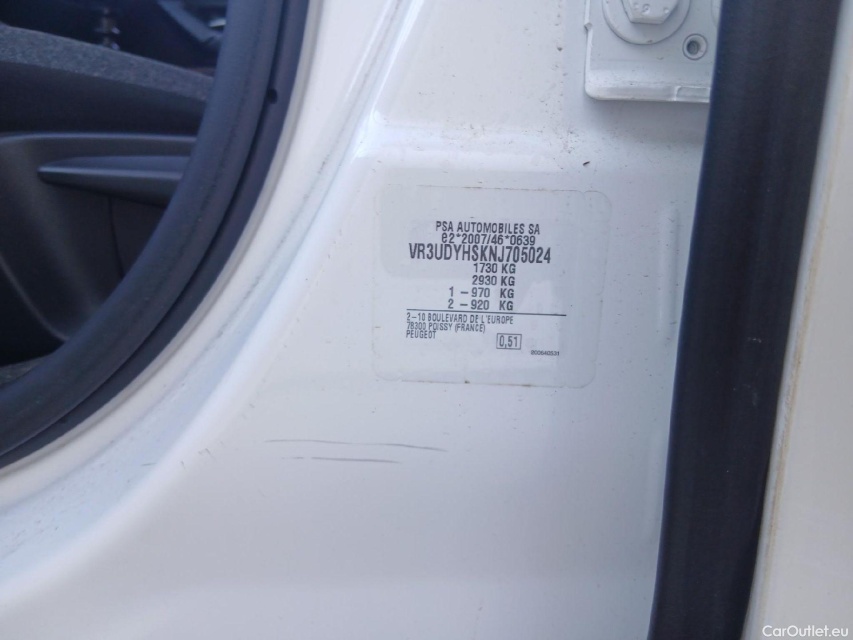 PSA AUTOMOBILES SA
e2*2007/46*0639
VR3UDYHSKNJ705024
1730 KG
2930 KG
1 – 970 KG
2 – 920 KG
2–10 BOULEVARD DE L'EUROPE
78300 POISSY (FRANCE)
PEUGEOT
0,51
CarOutlet.eu